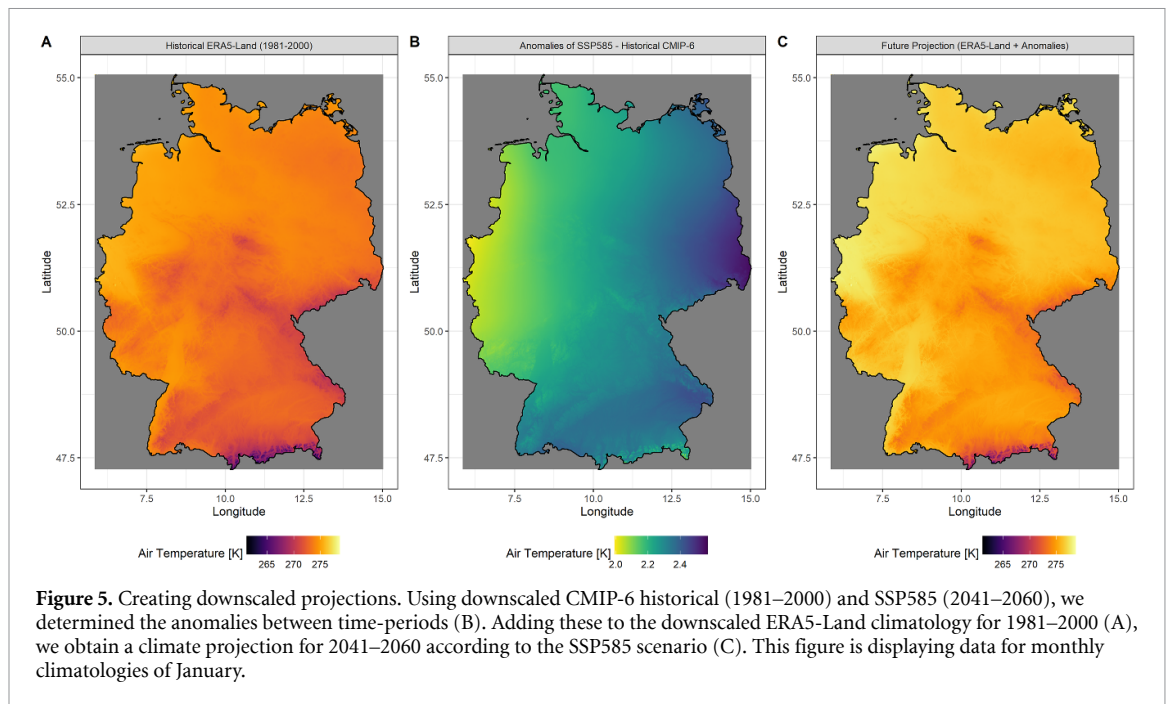 A
Historical ERA5-Land (1981-2000)
55.0
52.5
50.0
47.5
Latitude
7.5 10.0 12.5 15.0
Longitude
Air Temperature [K]
265 270 275
B
Anomalies of SSP585 - Historical CMIP-6
55.0
52.5
50.0
47.5
Latitude
7.5 10.0 12.5 15.0
Longitude
Air Temperature [K]
2.0 2.2 2.4
C
Future Projection (ERA5-Land + Anomalies)
55.0
52.5
50.0
47.5
Latitude
7.5 10.0 12.5 15.0
Longitude
Air Temperature [K]
265 270 275
Figure 5. Creating downscaled projections. Using downscaled CMIP-6 historical (1981–2000) and SSP585 (2041–2060), we
determined the anomalies between time-periods (B). Adding these to the downscaled ERA5-Land climatology for 1981–2000 (A),
we obtain a climate projection for 2041–2060 according to the SSP585 scenario (C). This figure is displaying data for monthly
climatologies of January.